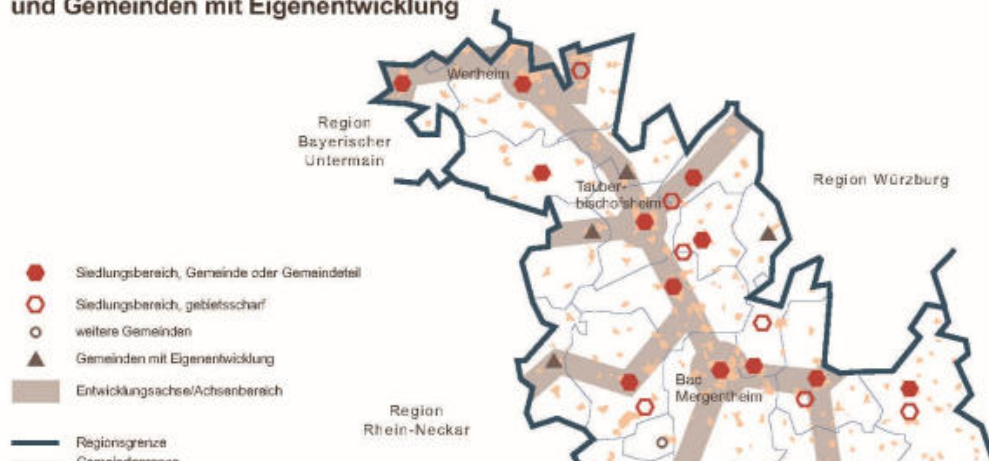 und Gemeinden mit Eigenentwicklung
Wertheim
Region
Bayerischer
Untermain
Tauber-
bischofsheim
Region Würzburg
Siedlungsbereich, Gemeinde oder Gemeindeteil
Siedlungsbereich, gebietsscharf
weitere Gemeinden
Gemeinden mit Eigenentwicklung
Entwicklungsachse/Achsenbereich
Bad
Mergentheim
Region
Rhein-Neckar
Regionsgrenze